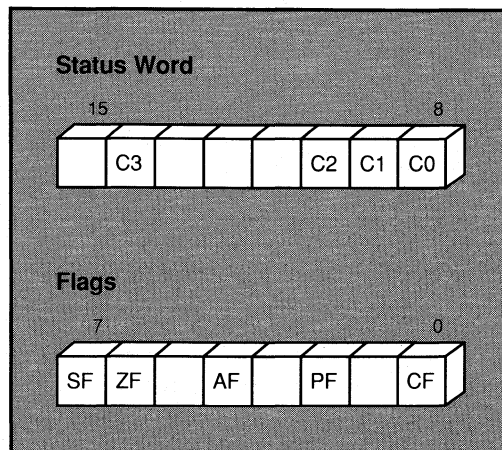 Status Word
15 8
C3 C2 C1 C0
Flags
7 0
SF ZF AF PF CF